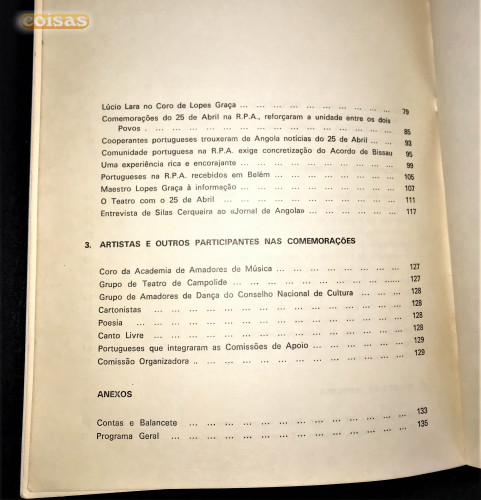 coisas
Lúcio Lara no Coro de Lopes Graça ... ... ... ... ... ... ... ... ... ... ... 79
Comemorações do 25 de Abril na R.P.A., reforçaram a unidade entre os dois
Povos . ... ... ... ... ... ... ... ... ... ... ... ... ... ... ... 85
Cooperantes portugueses trouxeram de Angola notícias do 25 de Abril ... ... 93
Comunidade portuguesa na R.P.A. exige concretização do Acordo de Bissau 95
Uma experiência rica e encorajante ... ... ... ... ... ... ... ... ... ... 99
Portugueses na R.P.A. recebidos em Belém ... ... ... ... ... ... ... ... 105
Maestro Lopes Graça à informação ... ... ... ... ... ... ... ... ... ... 107
O Teatro com o 25 de Abril ... ... ... ... ... ... ... ... ... ... ... 111
Entrevista de Silas Cerqueira ao «Jornal de Angola» ... ... ... ... ... ... 117
3. ARTISTAS E OUTROS PARTICIPANTES NAS COMEMORAÇÕES
Coro da Academia de Amadores de Música ... ... ... ... ... ... ... ... 127
Grupo de Teatro de Campolide ... ... ... ... ... ... ... ... ... ...... 127
Grupo de Amadores de Dança do Conselho Nacional de Cultura ... ... ... 128
Cartonistas ... ... ... ... ... ... ... ... ... ... ... ... ... ... 128
Poesia ... ... ... ... ... ... ... ... ... ... ... ... ... ... ... 128
Canto Livre ... ... ... ... ... ... ... ... ... ... ... ... ... ... 128
Portugueses que integraram as Comissões de Apoio ... ... ... ... ... ... 129
Comissão Organizadora .. ... ... ... ... ... ... ... ... ... ... ... 129
ANEXOS
Contas e Balancete ... ... ... ... ... ... ... ... ... ... ... ... 133
Programa Geral ... ... ... ... ... ... ... ... ... ... ... ... ... 135